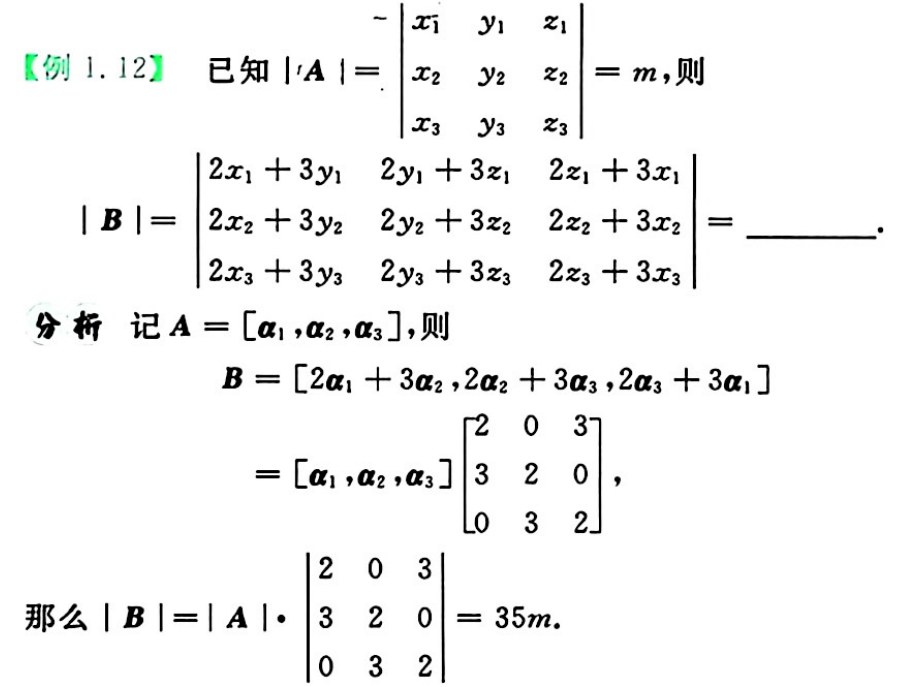 【例 1.12】 已知 |A| = | x₁ y₁ z₁ ; x₂ y₂ z₂ ; x₃ y₃ z₃ | = m,则
|B| = | 2x₁ + 3y₁ 2y₁ + 3z₁ 2z₁ + 3x₁ ; 2x₂ + 3y₂ 2y₂ + 3z₂ 2z₂ + 3x₂ ; 2x₃ + 3y₃ 2y₃ + 3z₃ 2z₃ + 3x₃ | = ________.
分析 记 A = [α₁,α₂,α₃],则
B = [2α₁ + 3α₂,2α₂ + 3α₃,2α₃ + 3α₁]
= [α₁,α₂,α₃] [ 2 0 3 ; 3 2 0 ; 0 3 2 ],
那么 |B| = |A|· | 2 0 3 ; 3 2 0 ; 0 3 2 | = 35m.